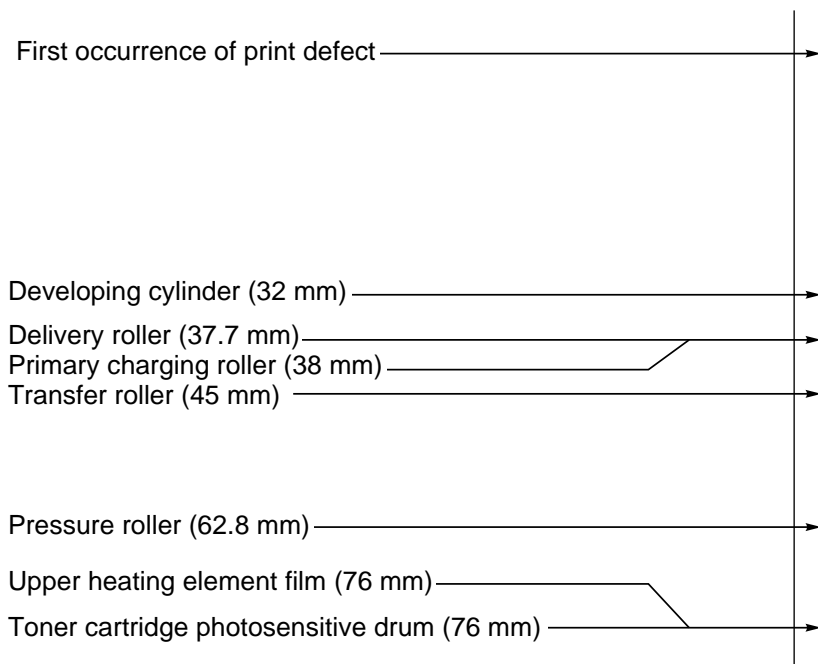 First occurrence of print defect
Developing cylinder (32 mm)
Delivery roller (37.7 mm)
Primary charging roller (38 mm)
Transfer roller (45 mm)
Pressure roller (62.8 mm)
Upper heating element film (76 mm)
Toner cartridge photosensitive drum (76 mm)